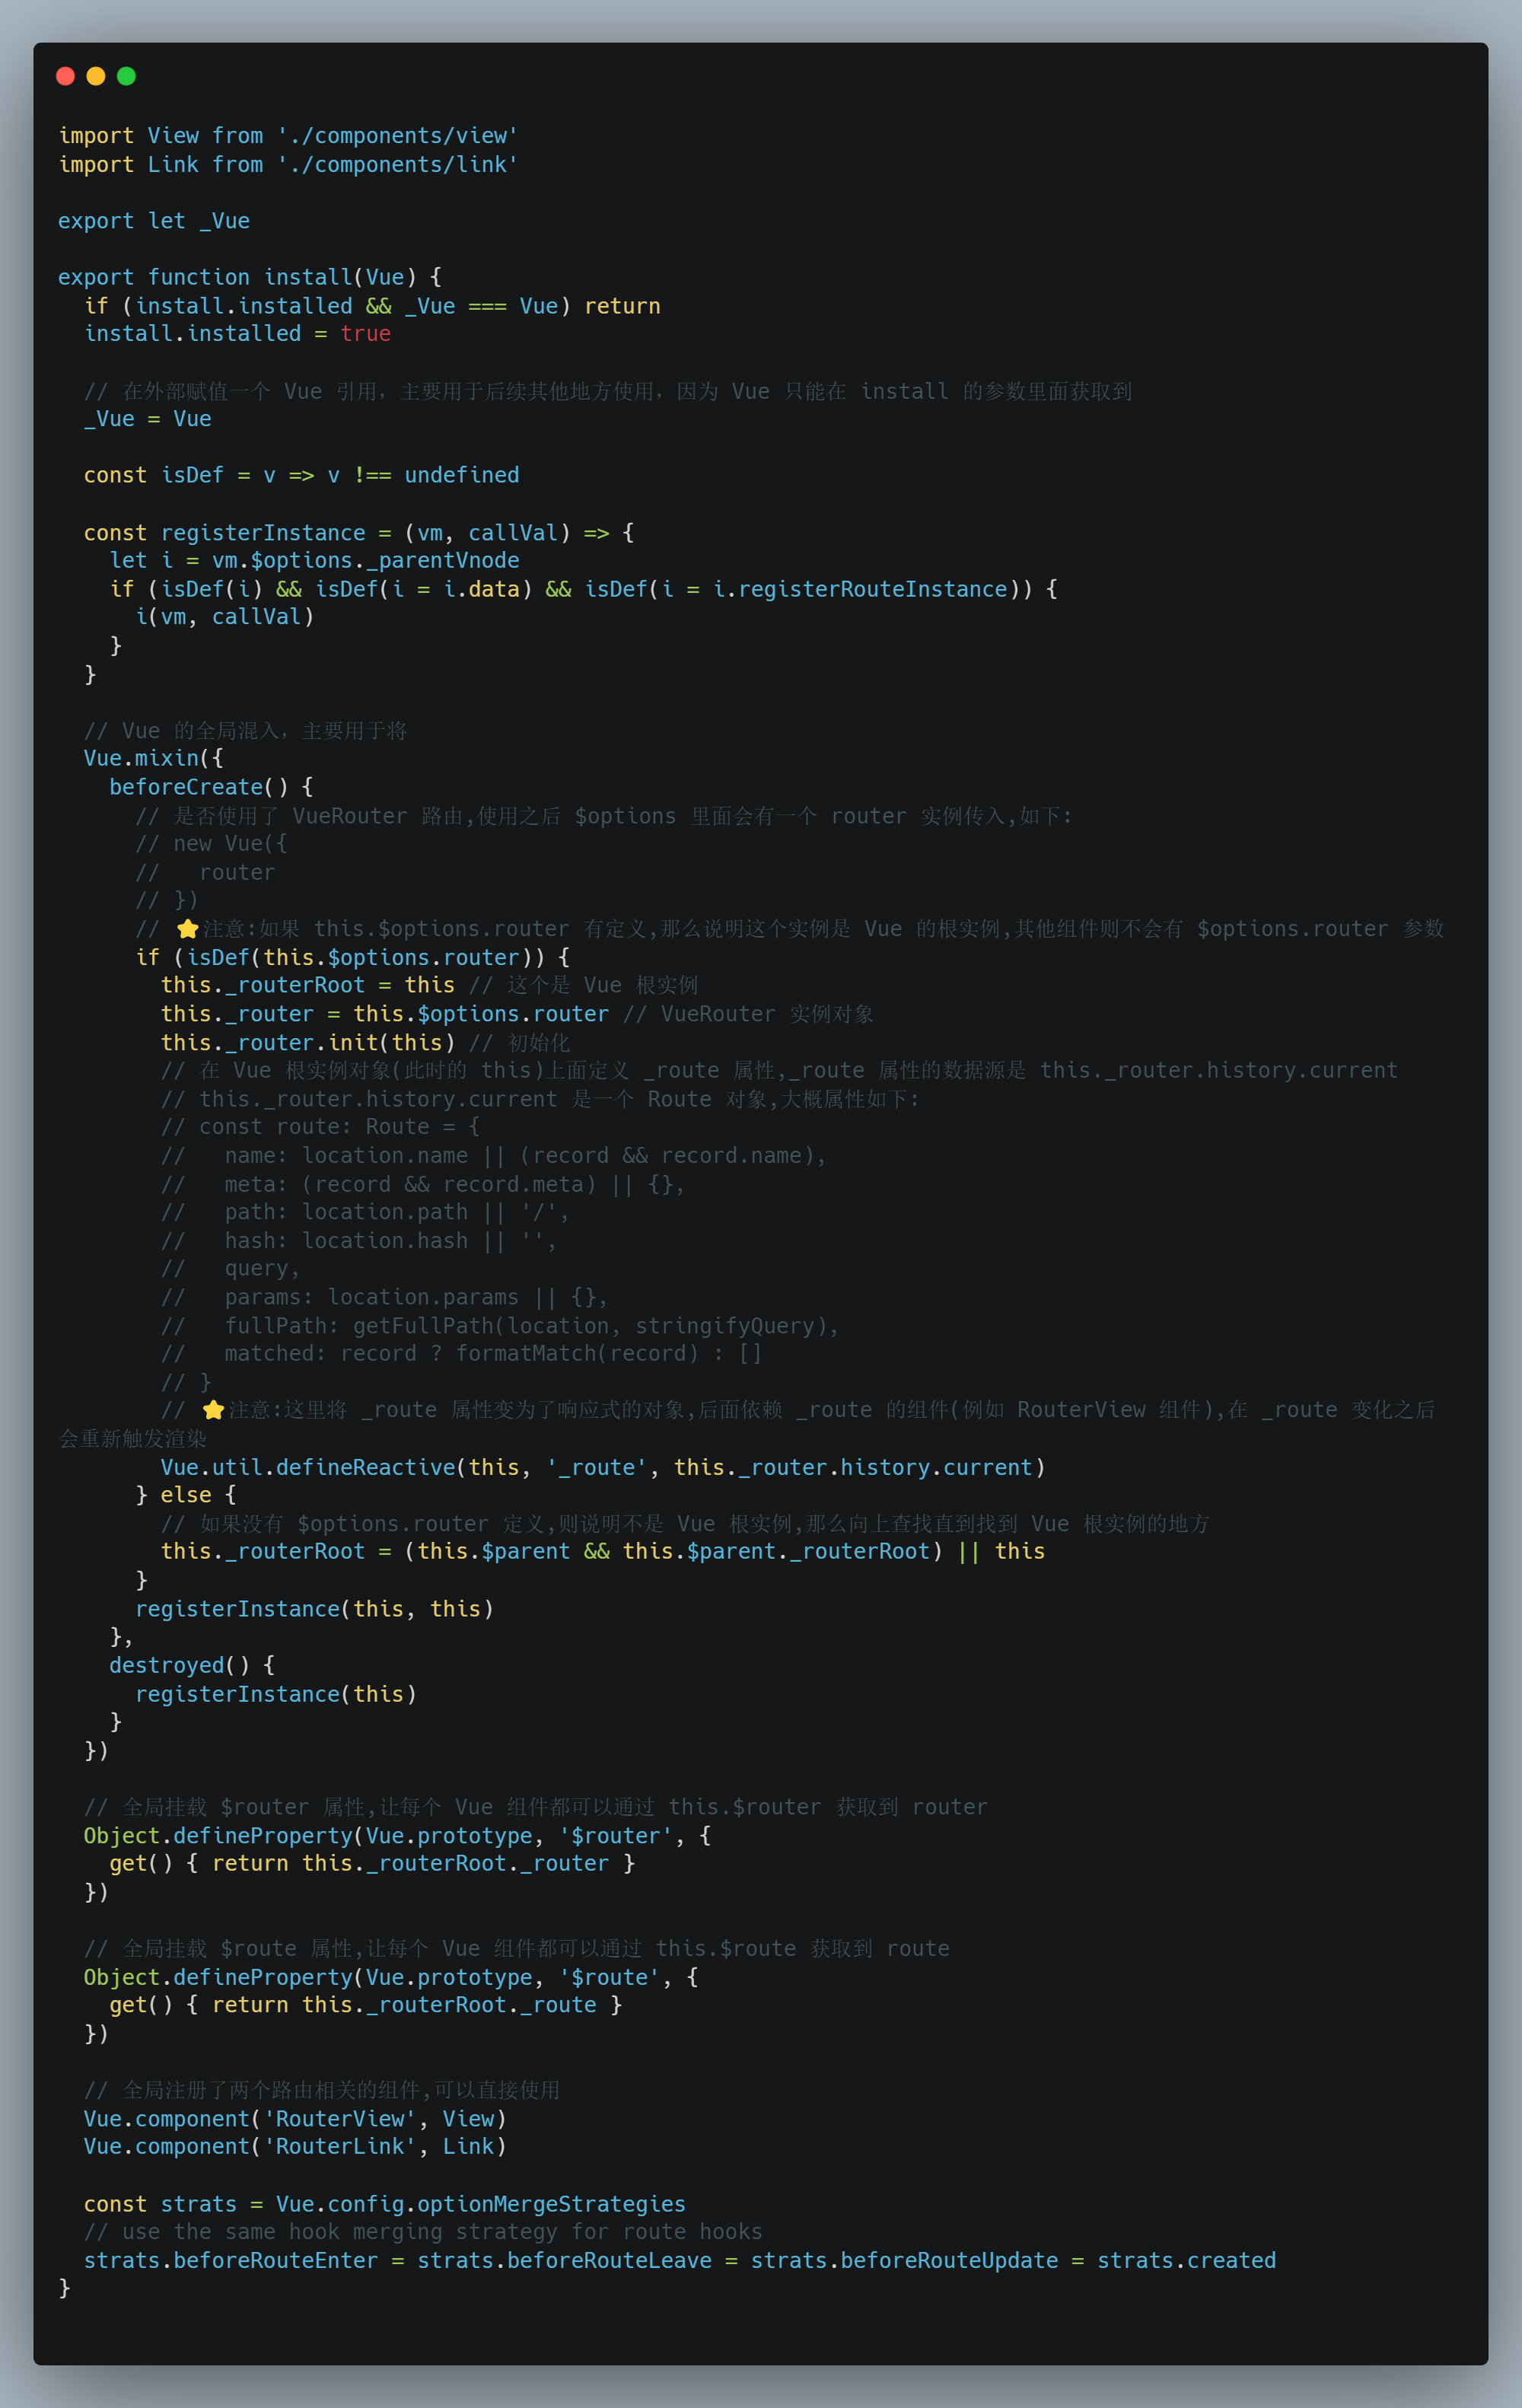 import View from './components/view'
import Link from './components/link'

export let _Vue

export function install(Vue) {
  if (install.installed && _Vue === Vue) return
  install.installed = true

  // 在外部赋值一个 Vue 引用，主要用于后续其他地方使用，因为 Vue 只能在 install 的参数里面获取到
  _Vue = Vue

  const isDef = v => v !== undefined

  const registerInstance = (vm, callVal) => {
    let i = vm.$options._parentVnode
    if (isDef(i) && isDef(i = i.data) && isDef(i = i.registerRouteInstance)) {
      i(vm, callVal)
    }
  }

  // Vue 的全局混入，主要用于将
  Vue.mixin({
    beforeCreate() {
      // 是否使用了 VueRouter 路由,使用之后 $options 里面会有一个 router 实例传入,如下:
      // new Vue({
      //   router
      // })
      // ⭐注意:如果 this.$options.router 有定义,那么说明这个实例是 Vue 的根实例,其他组件则不会有 $options.router 参数
      if (isDef(this.$options.router)) {
        this._routerRoot = this // 这个是 Vue 根实例
        this._router = this.$options.router // VueRouter 实例对象
        this._router.init(this) // 初始化
        // 在 Vue 根实例对象(此时的 this)上面定义 _route 属性,_route 属性的数据源是 this._router.history.current
        // this._router.history.current 是一个 Route 对象,大概属性如下:
        // const route: Route = {
        //   name: location.name || (record && record.name),
        //   meta: (record && record.meta) || {},
        //   path: location.path || '/',
        //   hash: location.hash || '',
        //   query,
        //   params: location.params || {},
        //   fullPath: getFullPath(location, stringifyQuery),
        //   matched: record ? formatMatch(record) : []
        // }
        // ⭐注意:这里将 _route 属性变为了响应式的对象,后面依赖 _route 的组件(例如 RouterView 组件),在 _route 变化之后
会重新触发渲染
        Vue.util.defineReactive(this, '_route', this._router.history.current)
      } else {
        // 如果没有 $options.router 定义,则说明不是 Vue 根实例,那么向上查找直到找到 Vue 根实例的地方
        this._routerRoot = (this.$parent && this.$parent._routerRoot) || this
      }
      registerInstance(this, this)
    },
    destroyed() {
      registerInstance(this)
    }
  })

  // 全局挂载 $router 属性,让每个 Vue 组件都可以通过 this.$router 获取到 router
  Object.defineProperty(Vue.prototype, '$router', {
    get() { return this._routerRoot._router }
  })

  // 全局挂载 $route 属性,让每个 Vue 组件都可以通过 this.$route 获取到 route
  Object.defineProperty(Vue.prototype, '$route', {
    get() { return this._routerRoot._route }
  })

  // 全局注册了两个路由相关的组件,可以直接使用
  Vue.component('RouterView', View)
  Vue.component('RouterLink', Link)

  const strats = Vue.config.optionMergeStrategies
  // use the same hook merging strategy for route hooks
  strats.beforeRouteEnter = strats.beforeRouteLeave = strats.beforeRouteUpdate = strats.created
}